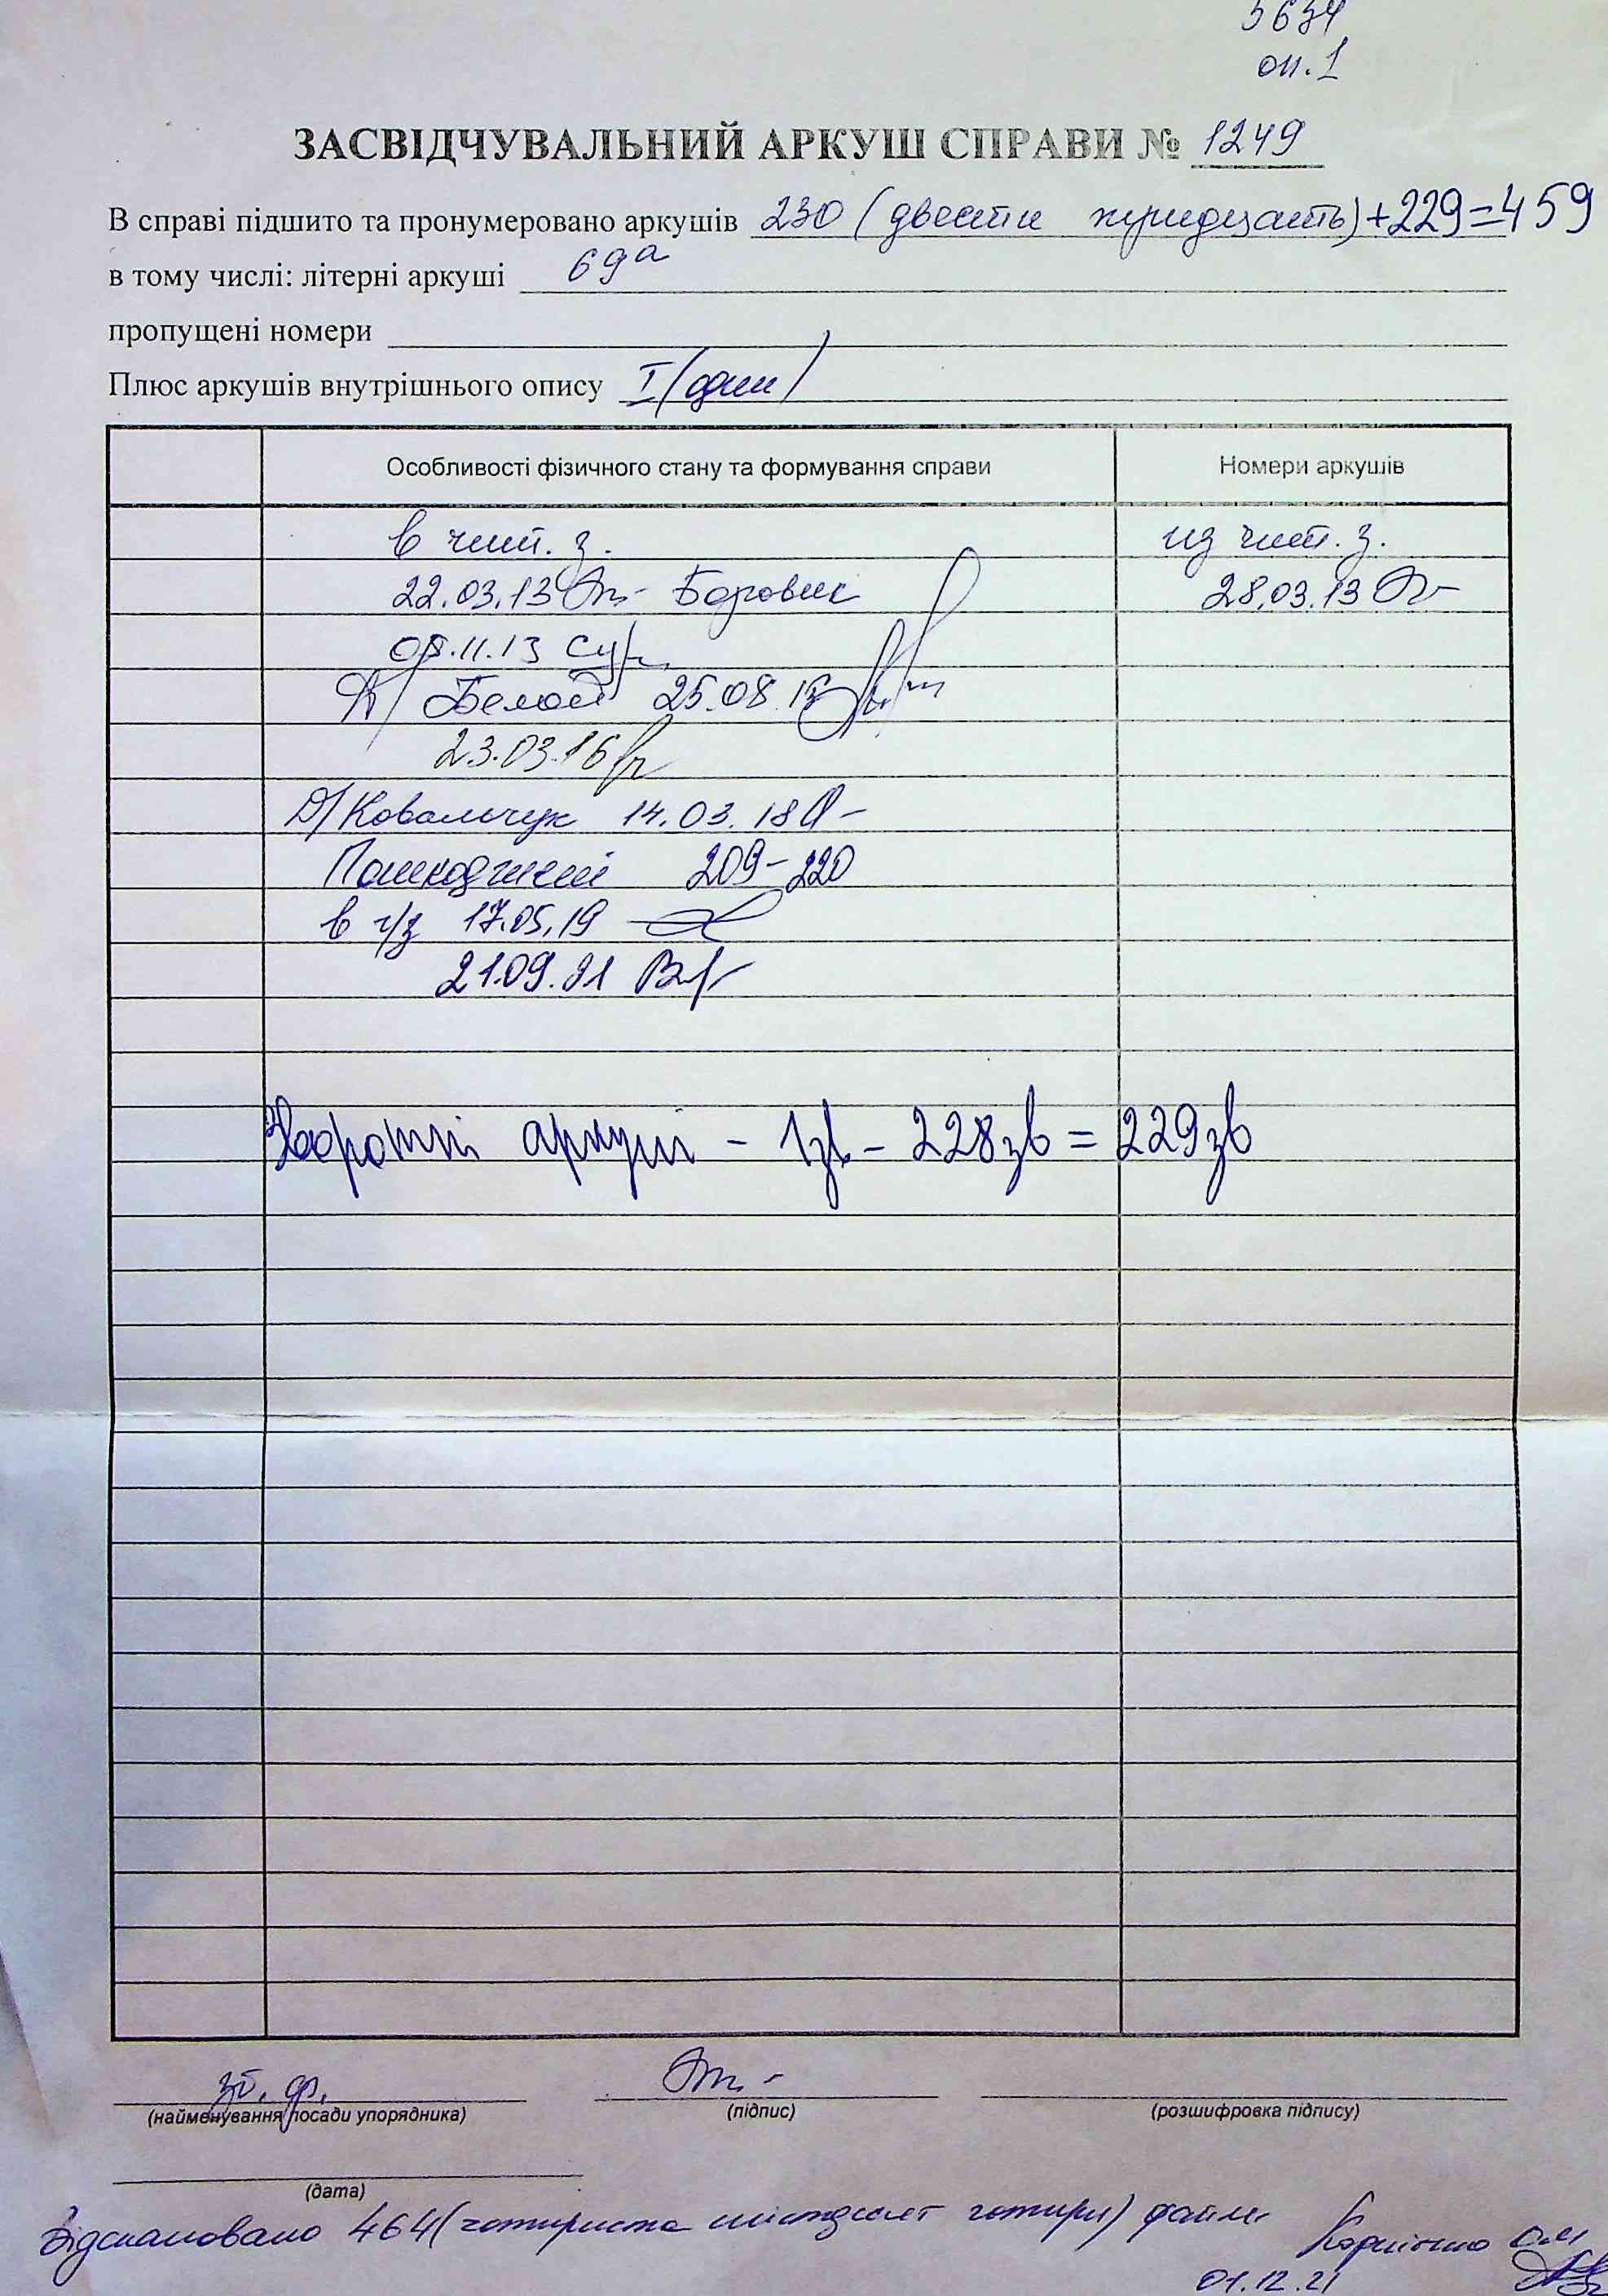 5634
оп.1
ЗАСВІДЧУВАЛЬНИЙ АРКУШ СПРАВИ № 1249
В справі підшито та пронумеровано аркушів 230 (двести тридцать) +229=459
в тому числі: літерні аркуші 69а
пропущені номери
Плюс аркушів внутрішнього опису I (один)
Особливості фізичного стану та формування справи Номери аркушів
в чит. з. из чит. з.
22.03.13 Боровик 28.03.13
08.11.13
Д/ Белой 25.08.15
23.03.16
Д/ Ковальчук 14.03.18
Пошкоджені 209-220
в ч/з 17.05.19
21.09.21
Зворотні аркуші - 1зв - 228зв = 229зв
зб. ф.
(найменування посади упорядника) (підпис) (розшифровка підпису)
(дата)
Відскановано 464 (чотириста шістдесят чотири) файли
01.12.21